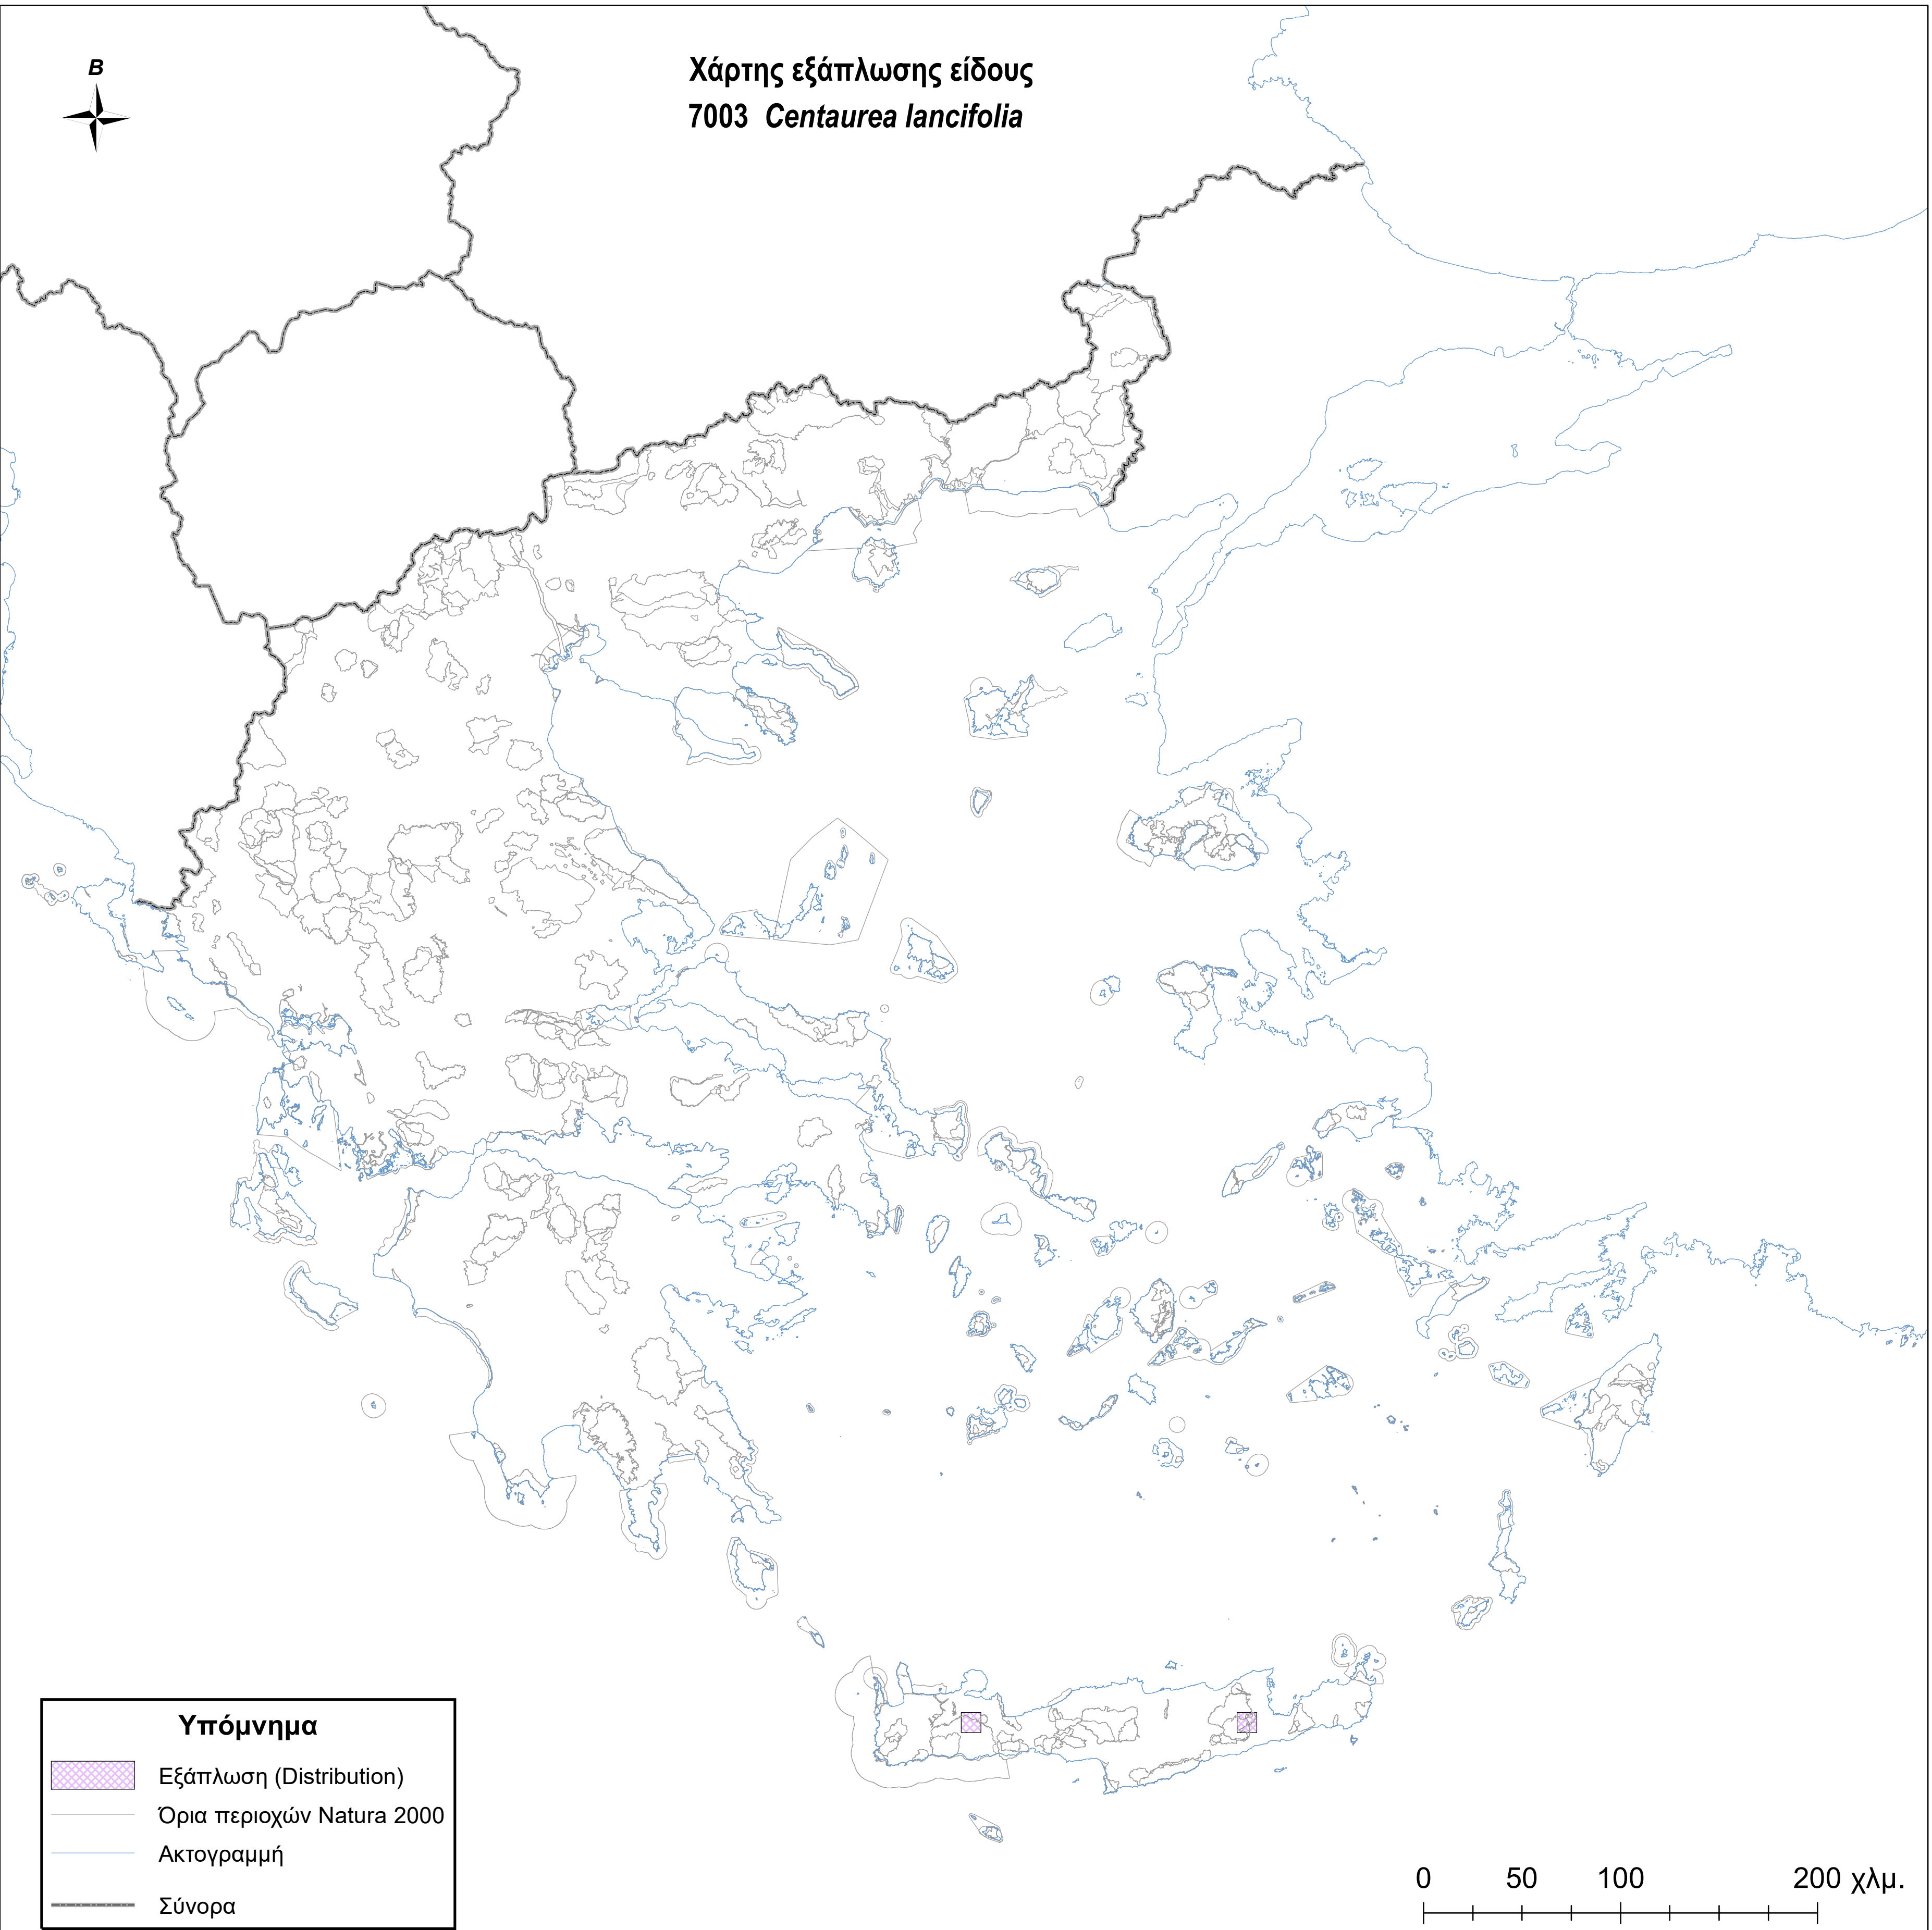 B
Χάρτης εξάπλωσης είδους
7003 Centaurea lancifolia
Υπόμνημα
Εξάπλωση (Distribution)
Όρια περιοχών Natura 2000
Ακτογραμμή
Σύνορα
0 50 100 200 χλμ.